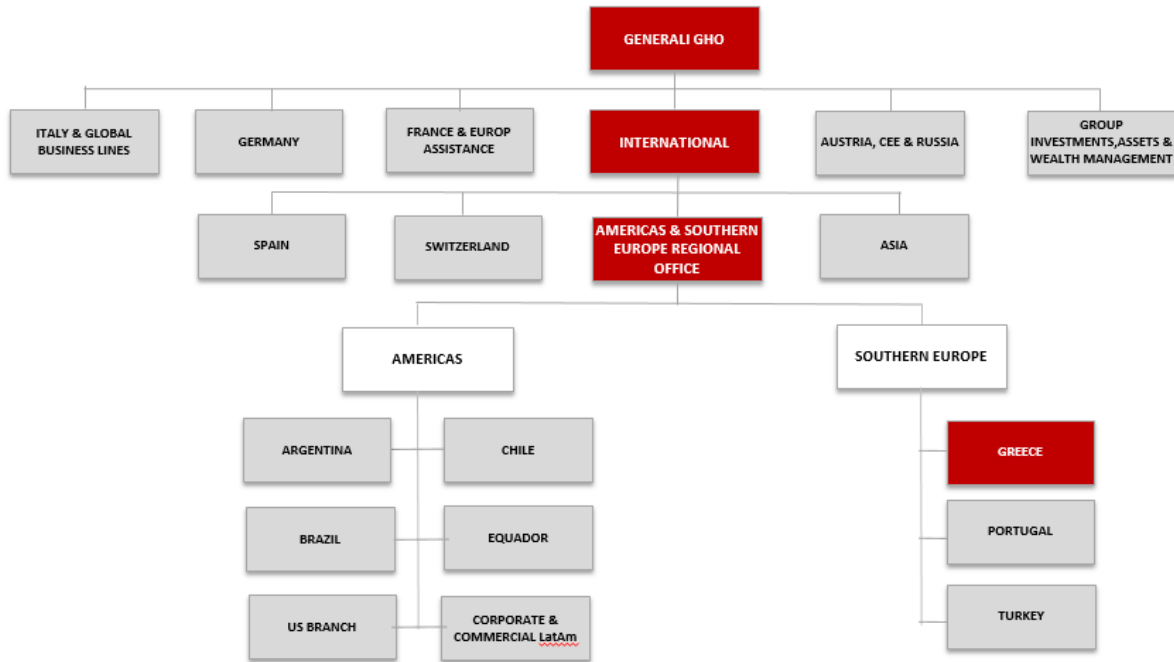 GENERALI GHO
ITALY & GLOBAL
BUSINESS LINES
GERMANY
FRANCE & EUROP
ASSISTANCE
INTERNATIONAL
AUSTRIA, CEE & RUSSIA
GROUP
INVESTMENTS,ASSETS &
WEALTH MANAGEMENT
SPAIN
SWITZERLAND
AMERICAS & SOUTHERN
EUROPE REGIONAL
OFFICE
ASIA
AMERICAS
SOUTHERN EUROPE
ARGENTINA
CHILE
GREECE
BRAZIL
EQUADOR
PORTUGAL
US BRANCH
CORPORATE &
COMMERCIAL LatAm
TURKEY